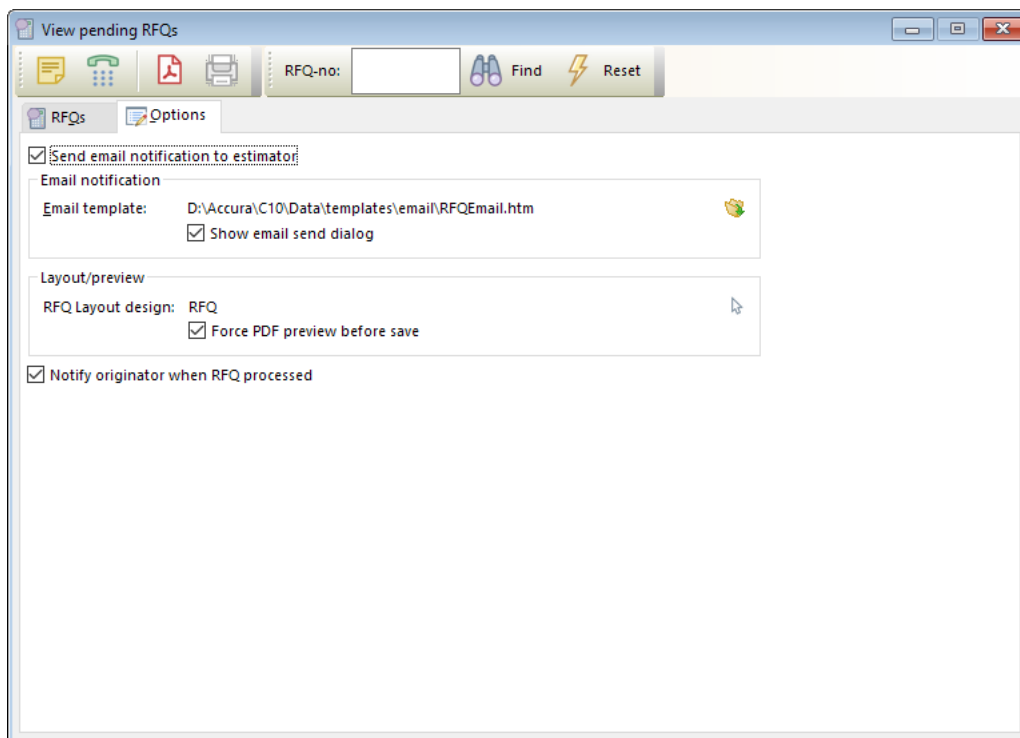 View pending RFQs
RFQ-no: Find Reset
RFQs Options
Send email notification to estimator
Email notification
Email template: D:\Accura\C10\Data\templates\email\RFQEmail.htm
Show email send dialog
Layout/preview
RFQ Layout design: RFQ
Force PDF preview before save
Notify originator when RFQ processed